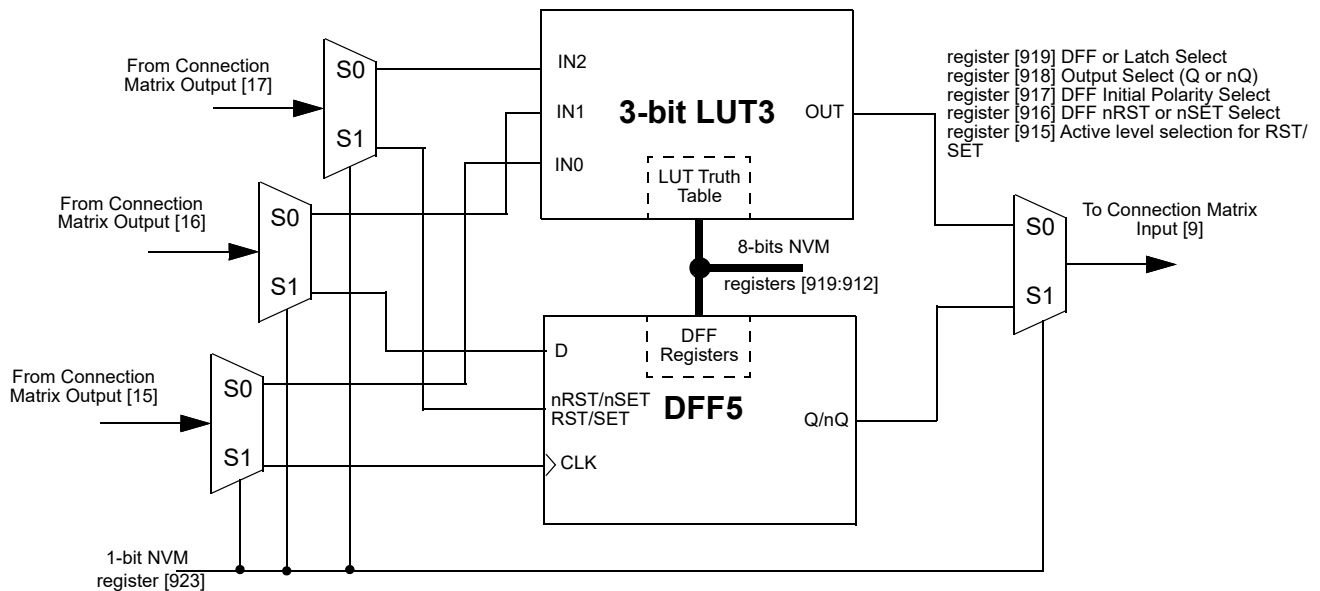 From Connection
Matrix Output [17]
S0
S1
IN2
IN1
IN0
3-bit LUT3
OUT
LUT Truth
Table
register [919] DFF or Latch Select
register [918] Output Select (Q or nQ)
register [917] DFF Initial Polarity Select
register [916] DFF nRST or nSET Select
register [915] Active level selection for RST/
SET
From Connection
Matrix Output [16]
S0
S1
8-bits NVM
registers [919:912]
S0
S1
To Connection Matrix
Input [9]
From Connection
Matrix Output [15]
S0
S1
DFF
Registers
D
nRST/nSET
RST/SET
DFF5
Q/nQ
CLK
1-bit NVM
register [923]